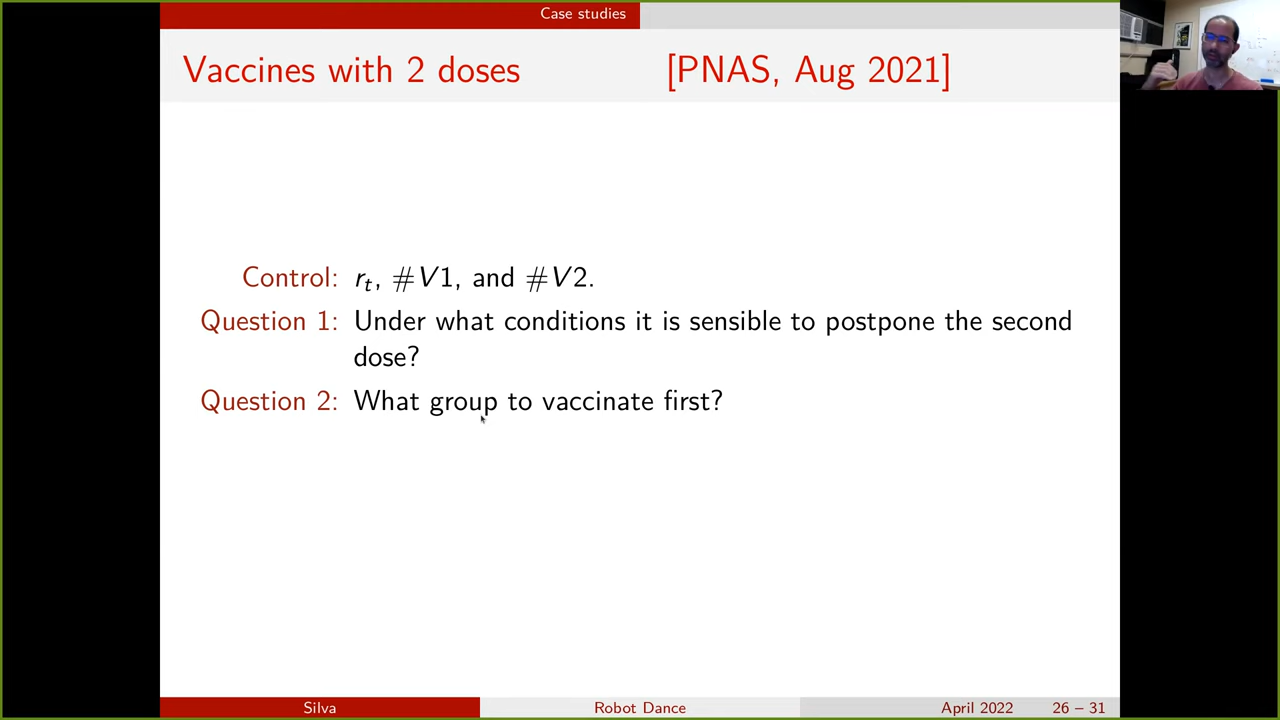 Case studies
Vaccines with 2 doses [PNAS, Aug 2021]
Control: r_t, #V1, and #V2.
Question 1: Under what conditions it is sensible to postpone the second
dose?
Question 2: What group to vaccinate first?
Silva Robot Dance April 2022 26 – 31